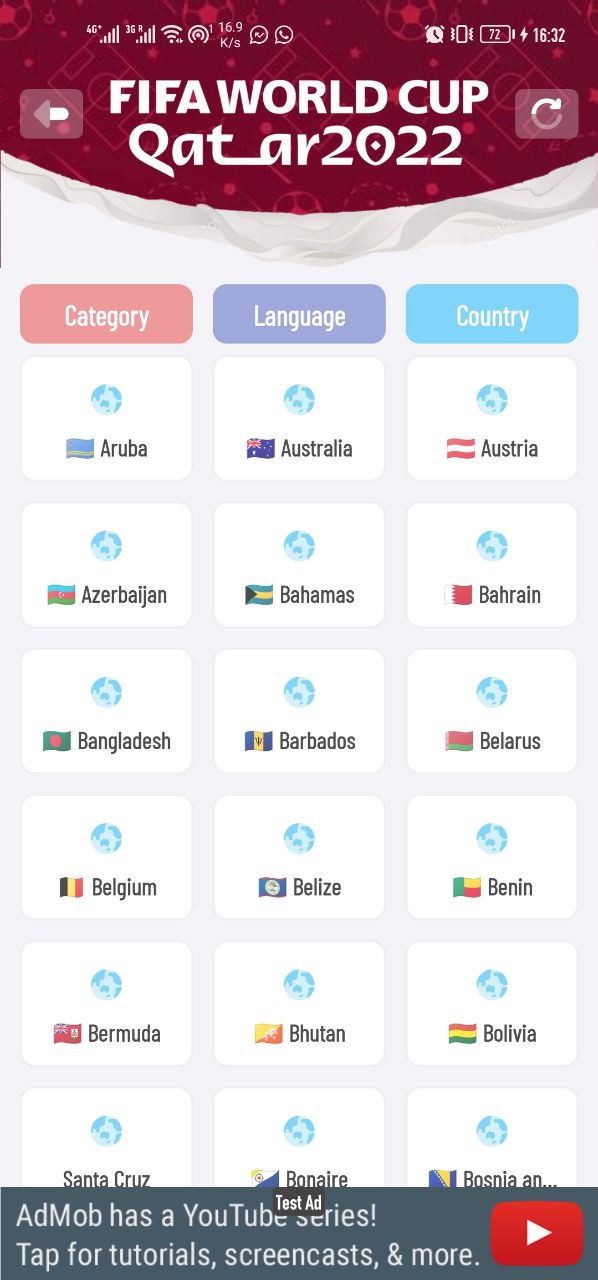 4G+ 3G R 1 16.9 K/s 72 16:32
FIFA WORLD CUP
Qatar2022
Category Language Country
Aruba Australia Austria
Azerbaijan Bahamas Bahrain
Bangladesh Barbados Belarus
Belgium Belize Benin
Bermuda Bhutan Bolivia
Santa Cruz Bonaire Bosnia an...
Test Ad
AdMob has a YouTube series!
Tap for tutorials, screencasts, & more.